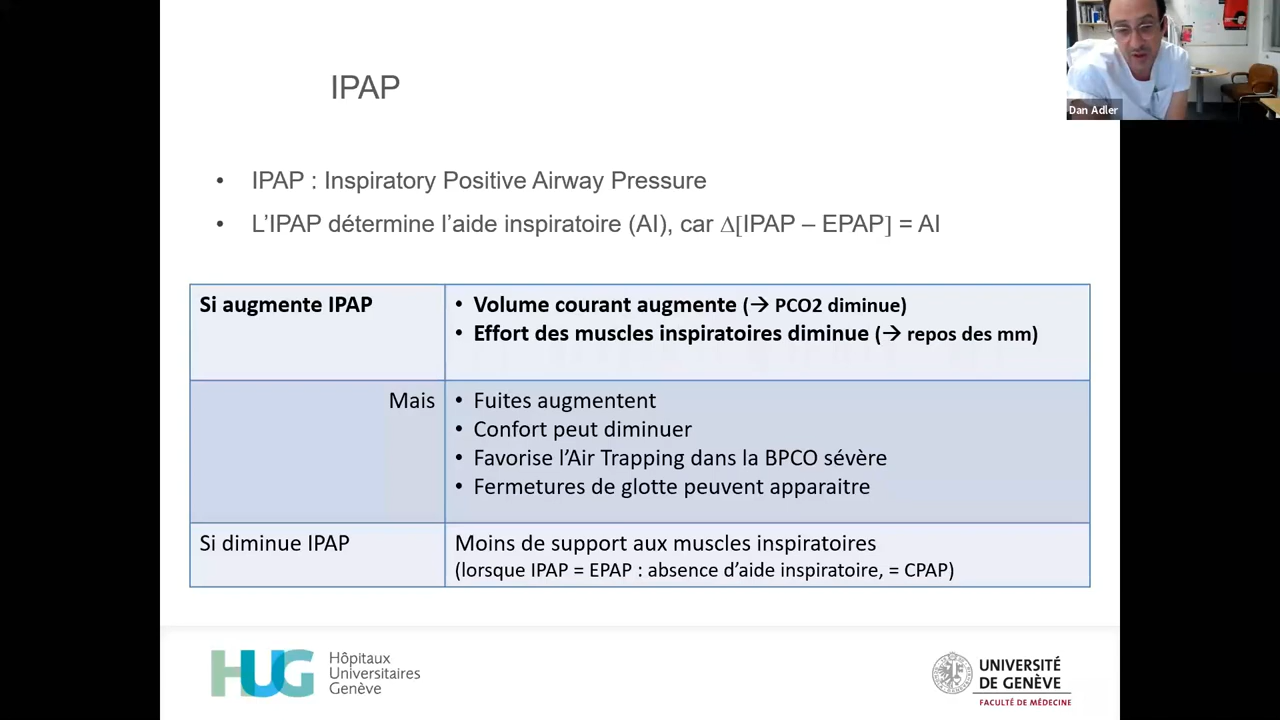 IPAP
• IPAP : Inspiratory Positive Airway Pressure
• L'IPAP détermine l'aide inspiratoire (AI), car Δ[IPAP – EPAP] = AI
Si augmente IPAP
• Volume courant augmente (→ PCO2 diminue)
• Effort des muscles inspiratoires diminue (→ repos des mm)
Mais
• Fuites augmentent
• Confort peut diminuer
• Favorise l'Air Trapping dans la BPCO sévère
• Fermetures de glotte peuvent apparaitre
Si diminue IPAP
Moins de support aux muscles inspiratoires
(lorsque IPAP = EPAP : absence d'aide inspiratoire, = CPAP)
Dan Adler
HUG
Hôpitaux
Universitaires
Genève
UNIVERSITÉ
DE GENÈVE
FACULTÉ DE MÉDECINE